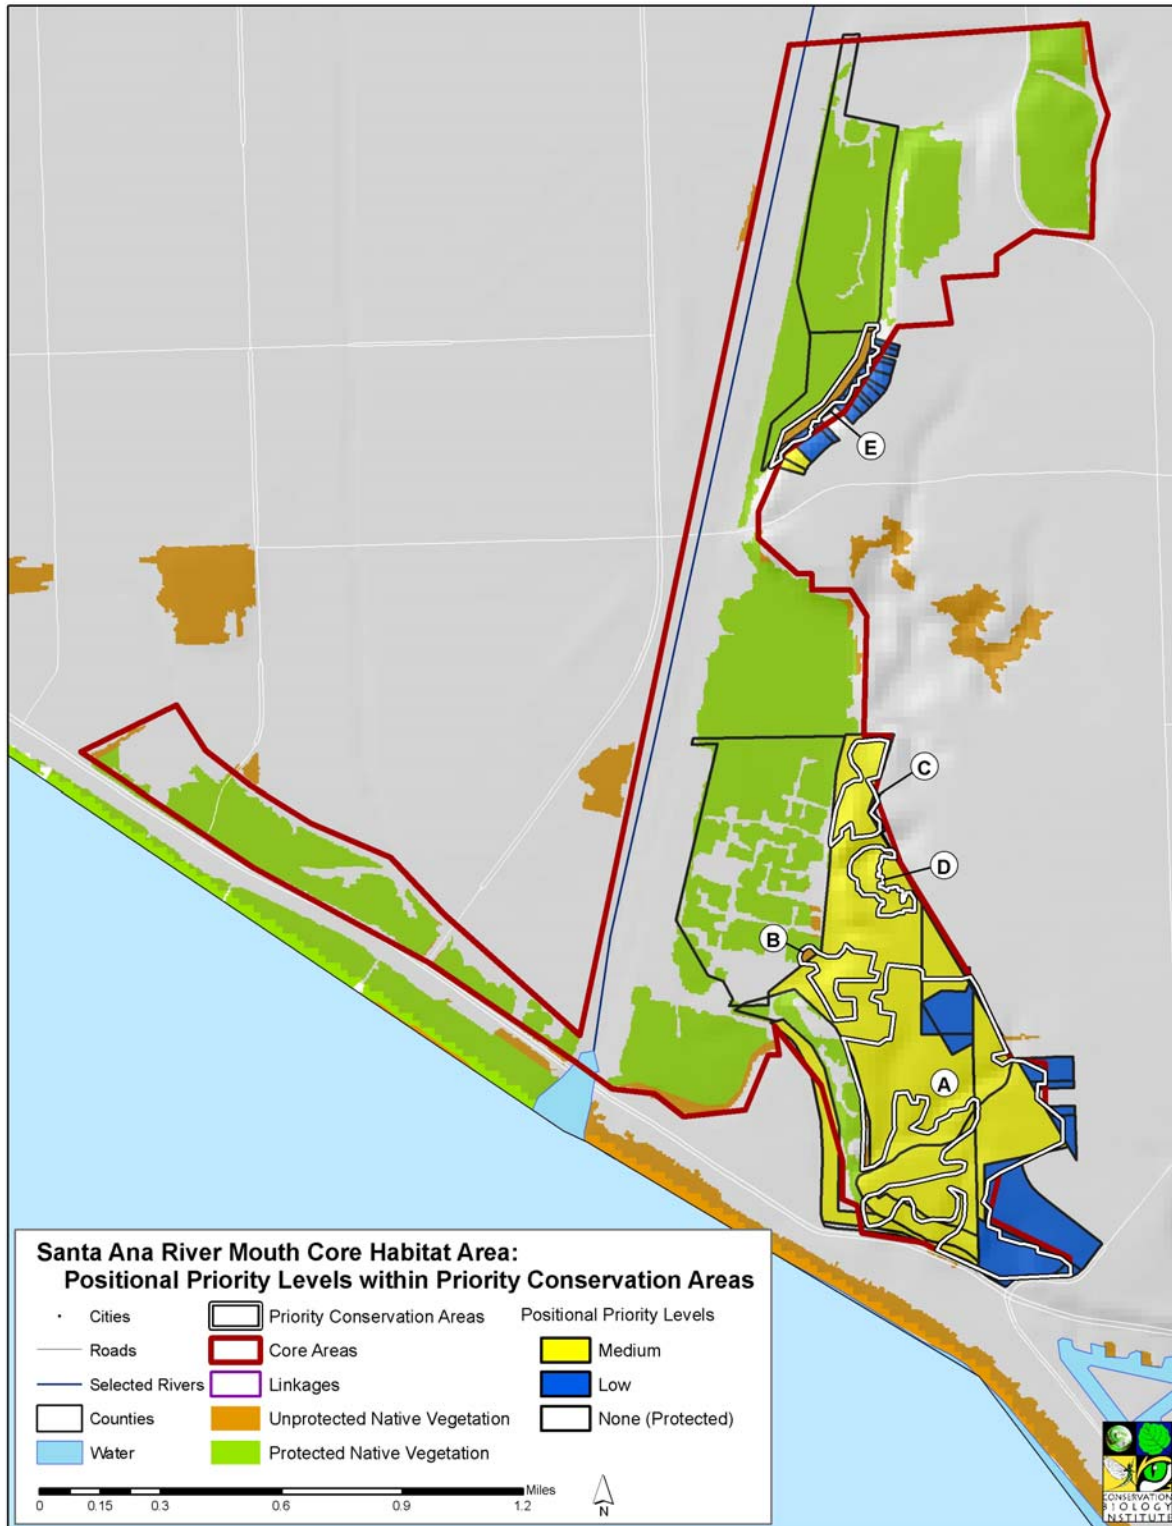 E
C
D
B
A
Santa Ana River Mouth Core Habitat Area:
Positional Priority Levels within Priority Conservation Areas
Cities
Priority Conservation Areas
Positional Priority Levels
Roads
Core Areas
Medium
Selected Rivers
Linkages
Low
Counties
Unprotected Native Vegetation
None (Protected)
Water
Protected Native Vegetation
0 0.15 0.3 0.6 0.9 1.2 Miles
N
CONSERVATION
BIOLOGY
INSTITUTE